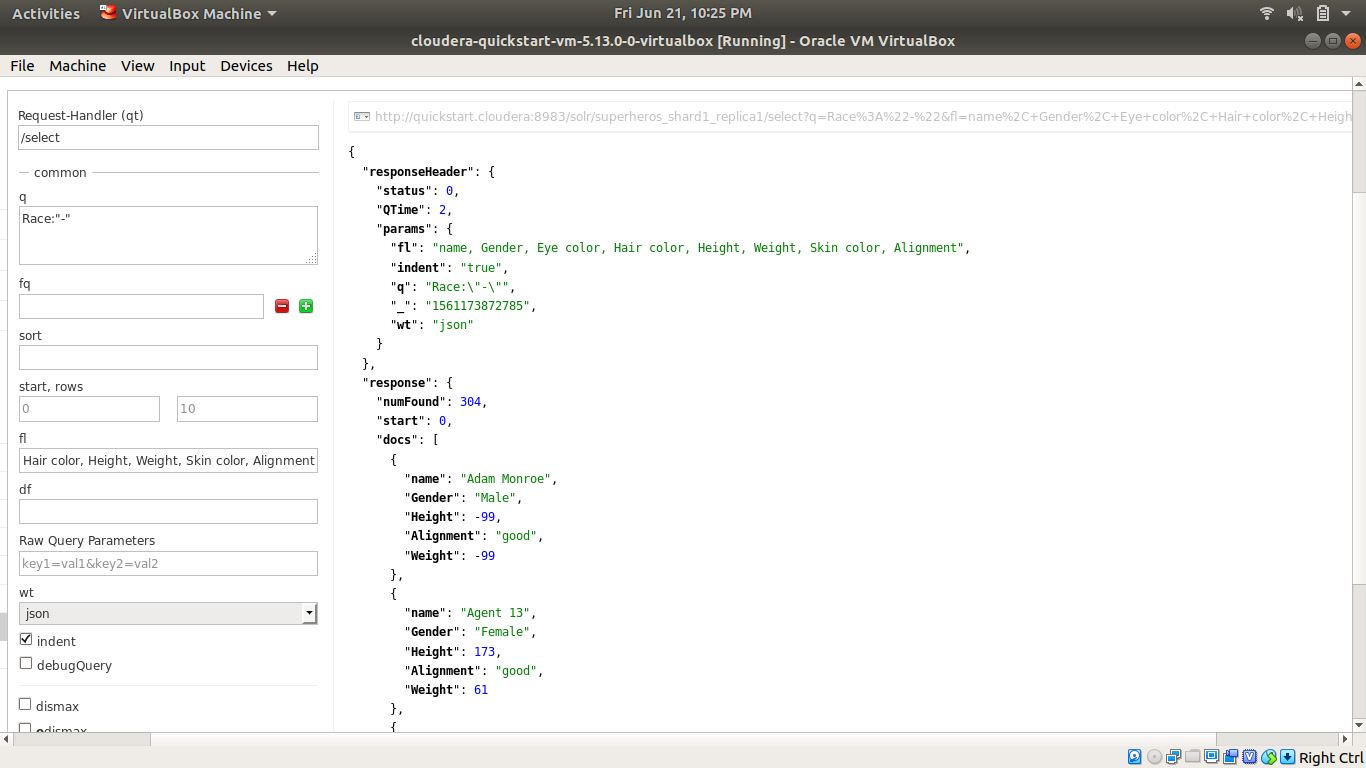 Activities VirtualBox Machine Fri Jun 21, 10:25 PM
cloudera-quickstart-vm-5.13.0-0-virtualbox [Running] - Oracle VM VirtualBox
File Machine View Input Devices Help
Request-Handler (qt)
/select
common
q
Race:"-"
fq
sort
start, rows
0 10
fl
Hair color, Height, Weight, Skin color, Alignment
df
Raw Query Parameters
key1=val1&key2=val2
wt
json
indent
debugQuery
dismax
edismax
http://quickstart.cloudera:8983/solr/superheros_shard1_replica1/select?q=Race%3A%22-%22&fl=name%2C+Gender%2C+Eye+color%2C+Hair+color%2C+Heigh
{
"responseHeader": {
"status": 0,
"QTime": 2,
"params": {
"fl": "name, Gender, Eye color, Hair color, Height, Weight, Skin color, Alignment",
"indent": "true",
"q": "Race:\"-\"",
"_": "1561173872785",
"wt": "json"
}
},
"response": {
"numFound": 304,
"start": 0,
"docs": [
{
"name": "Adam Monroe",
"Gender": "Male",
"Height": -99,
"Alignment": "good",
"Weight": -99
},
{
"name": "Agent 13",
"Gender": "Female",
"Height": 173,
"Alignment": "good",
"Weight": 61
},
{
Right Ctrl